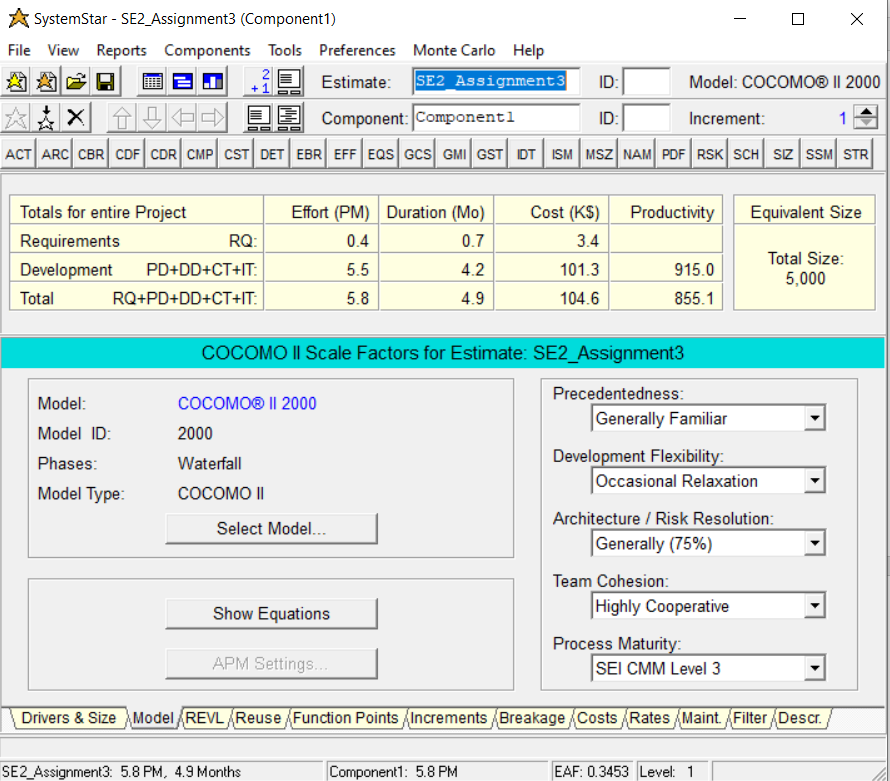 SystemStar - SE2_Assignment3 (Component1)
File View Reports Components Tools Preferences Monte Carlo Help
2 +1 Estimate: SE2_Assignment3 ID: Model: COCOMO® II 2000
Component: Component1 ID: Increment: 1
ACT ARC CBR CDF CDR CMP CST DET EBR EFF EQS GCS GMI GST IDT ISM MSZ NAM PDF RSK SCH SIZ SSM STR
Totals for entire Project Effort (PM) Duration (Mo) Cost (K$) Productivity Equivalent Size
Requirements RQ: 0.4 0.7 3.4
Development PD+DD+CT+IT: 5.5 4.2 101.3 915.0
Total RQ+PD+DD+CT+IT: 5.8 4.9 104.6 855.1
Total Size:
5,000
COCOMO II Scale Factors for Estimate: SE2_Assignment3
Model: COCOMO® II 2000
Model ID: 2000
Phases: Waterfall
Model Type: COCOMO II
Select Model...
Show Equations
APM Settings...
Precedentedness:
Generally Familiar
Development Flexibility:
Occasional Relaxation
Architecture / Risk Resolution:
Generally (75%)
Team Cohesion:
Highly Cooperative
Process Maturity:
SEI CMM Level 3
Drivers & Size Model REVL Reuse Function Points Increments Breakage Costs Rates Maint. Filter Descr.
SE2_Assignment3: 5.8 PM, 4.9 Months Component1: 5.8 PM EAF: 0.3453 Level: 1